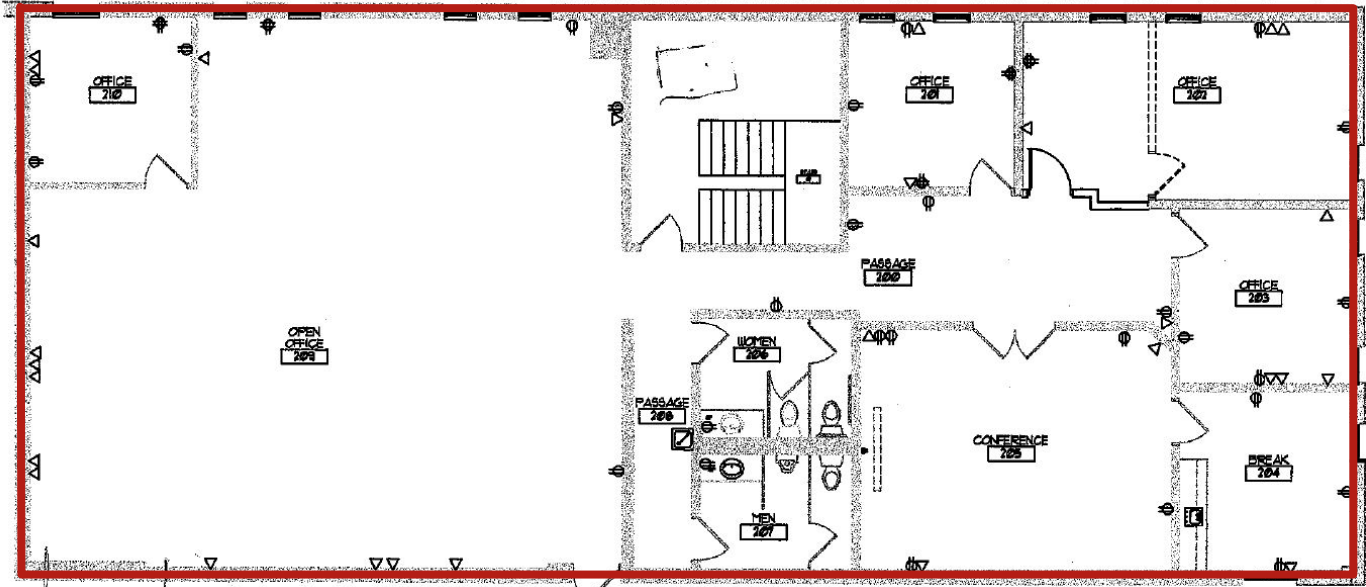 OFFICE
210
OFFICE
201
OFFICE
202
PASSAGE
200
OFFICE
203
OPEN
OFFICE
209
WOMEN
206
PASSAGE
208
CONFERENCE
205
BREAK
204
MEN
207